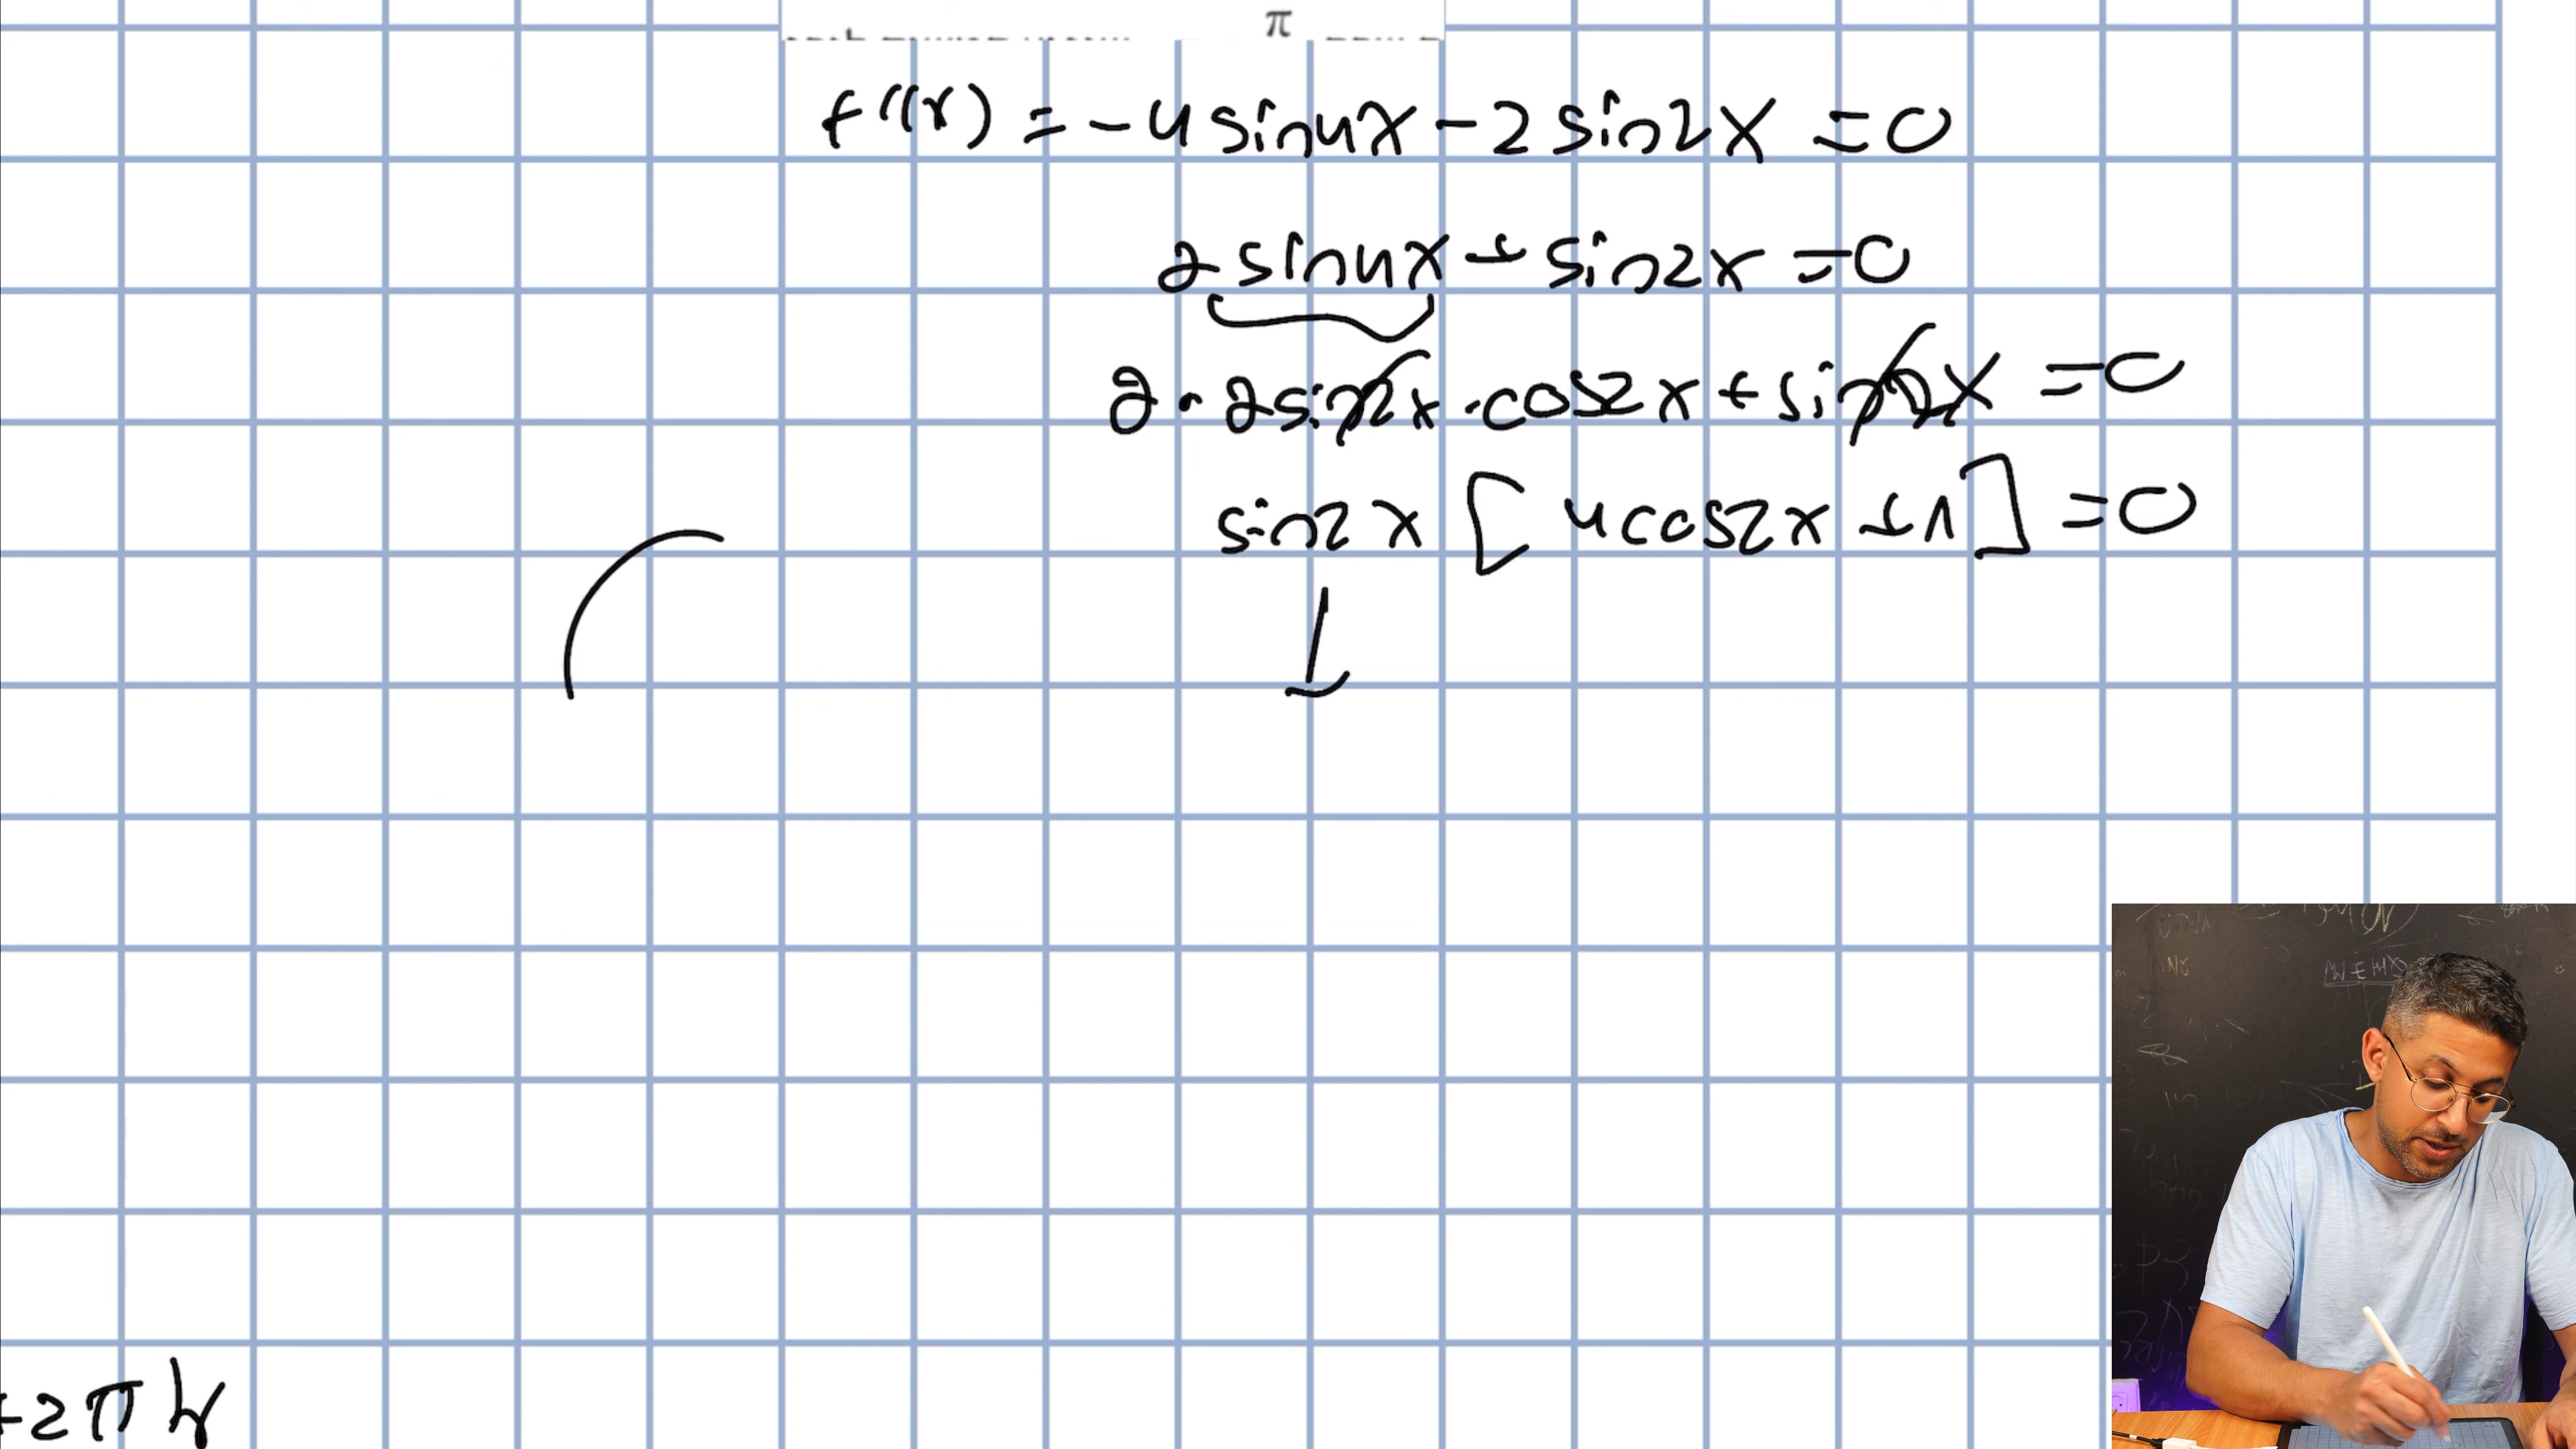 π
f'(x) = -4sin4x - 2sin2x = 0
2sin4x + sin2x = 0
2 · 2sin2x · cos2x + sin2x = 0
sin2x [ 4cos2x + 1 ] = 0
+2πk